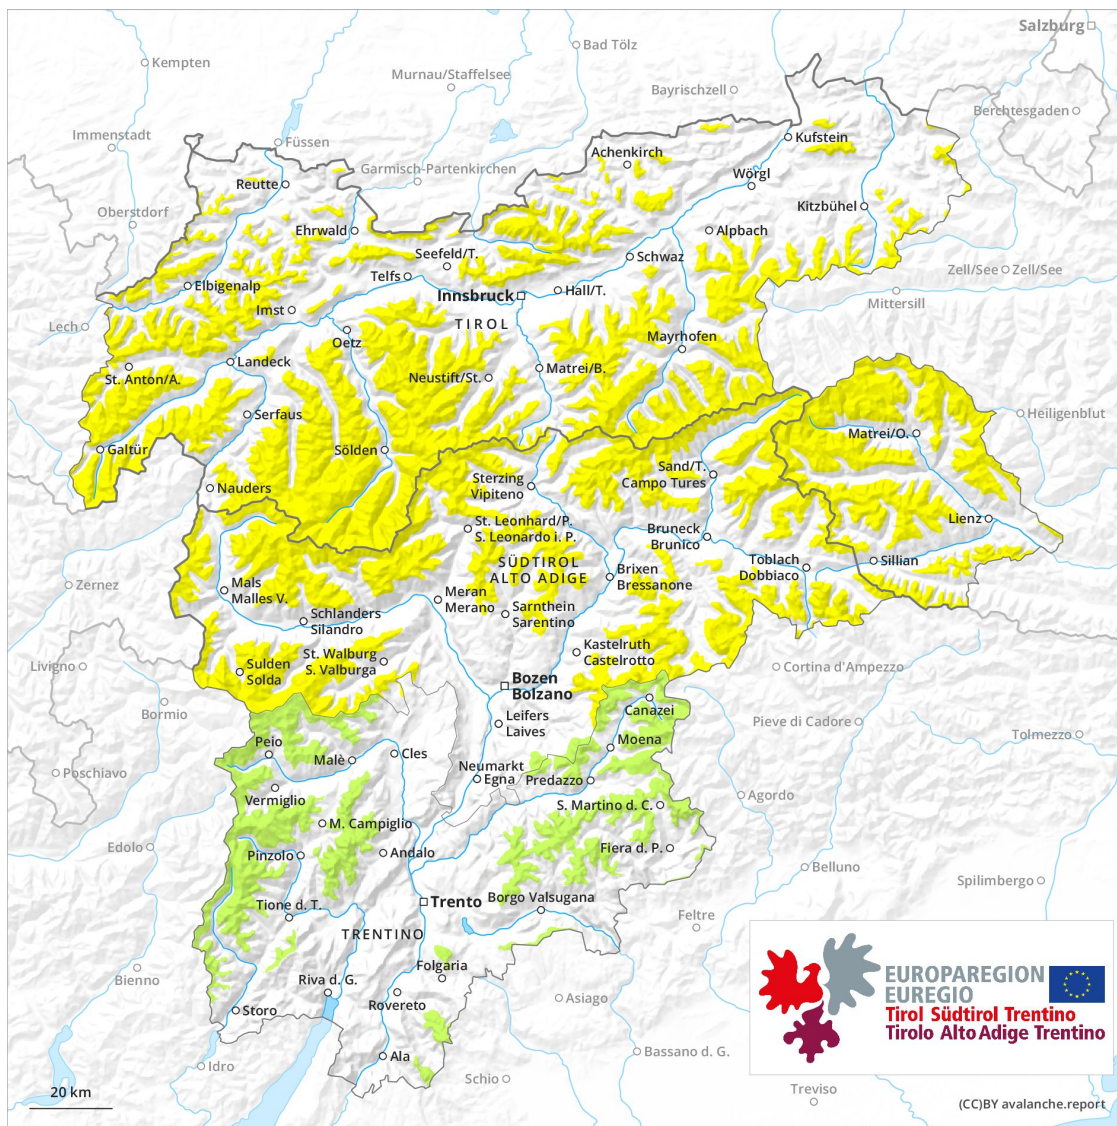 Salzburg
Kempten
Bad Tölz
Murnau/Staffelsee
Bayrischzell
Berchtesgaden
Immenstadt
Füssen
Kufstein
Achenkirch
Garmisch-Partenkirchen
Wörgl
Reutte
Oberstdorf
Kitzbühel
Ehrwald
Alpbach
Seefeld/T.
Schwaz
Telfs
Zell/See
Zell/See
Elbigenalp
Hall/T.
Innsbruck
Mittersill
Imst
Lech
TIROL
Oetz
Mayrhofen
Landeck
Matrei/B.
St. Anton/A.
Neustift/St.
Serfaus
Heiligenblut
Matrei/O.
Galtür
Sölden
Sand/T.
Campo Tures
Sterzing
Vipiteno
Nauders
Lienz
St. Leonhard/P.
S. Leonardo i. P.
Bruneck
Brunico
SÜDTIROL
ALTO ADIGE
Toblach
Dobbiaco
Sillian
Brixen
Bressanone
Zernez
Mals
Malles V.
Meran
Merano
Sarnthein
Sarentino
Schlanders
Silandro
Kastelruth
Castelrotto
St. Walburg
S. Valburga
Livigno
Sulden
Solda
Cortina d'Ampezzo
Bozen
Bolzano
Bormio
Canazei
Leifers
Laives
Pieve di Cadore
Tolmezzo
Moena
Peio
Cles
Malè
Poschiavo
Neumarkt
Egna
Predazzo
Vermiglio
Agordo
S. Martino d. C.
M. Campiglio
Edolo
Pinzolo
Andalo
Fiera d. P.
Belluno
Spilimbergo
Trento
Borgo Valsugana
Tione d. T.
Feltre
TRENTINO
Folgaria
Bienno
Riva d. G.
Rovereto
Asiago
Storo
EUROPAREGION
EUREGIO
Tirol Südtirol Trentino
Tirolo Alto Adige Trentino
Ala
Bassano d. G.
Idro
Schio
Treviso
20 km
(CC)BY avalanche.report